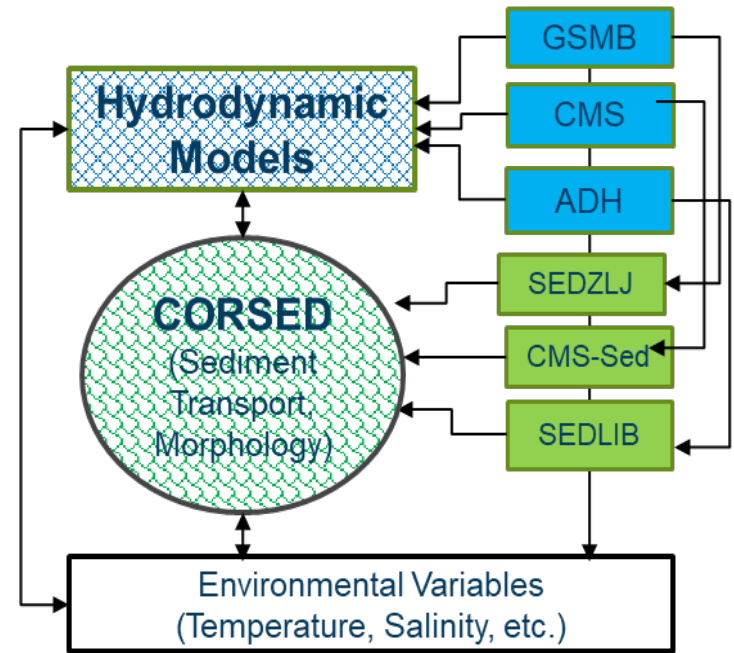 GSMB
Hydrodynamic
Models
CMS
ADH
SEDZLJ
CORSED
(Sediment
Transport,
Morphology)
CMS-Sed
SEDLIB
Environmental Variables
(Temperature, Salinity, etc.)